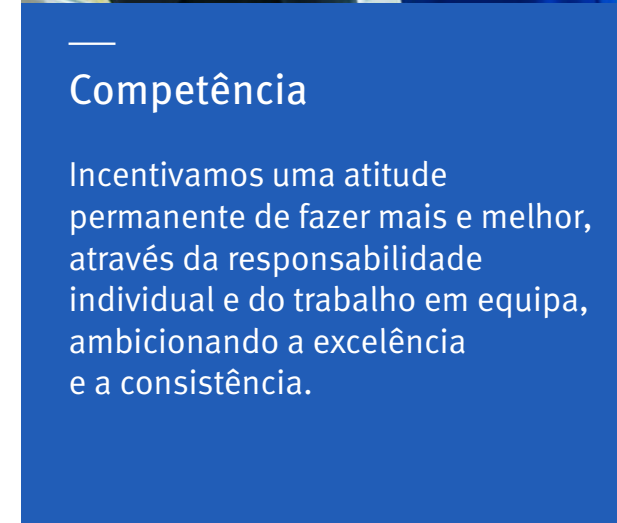 Competência
Incentivamos uma atitude
permanente de fazer mais e melhor,
através da responsabilidade
individual e do trabalho em equipa,
ambicionando a excelência
e a consistência.